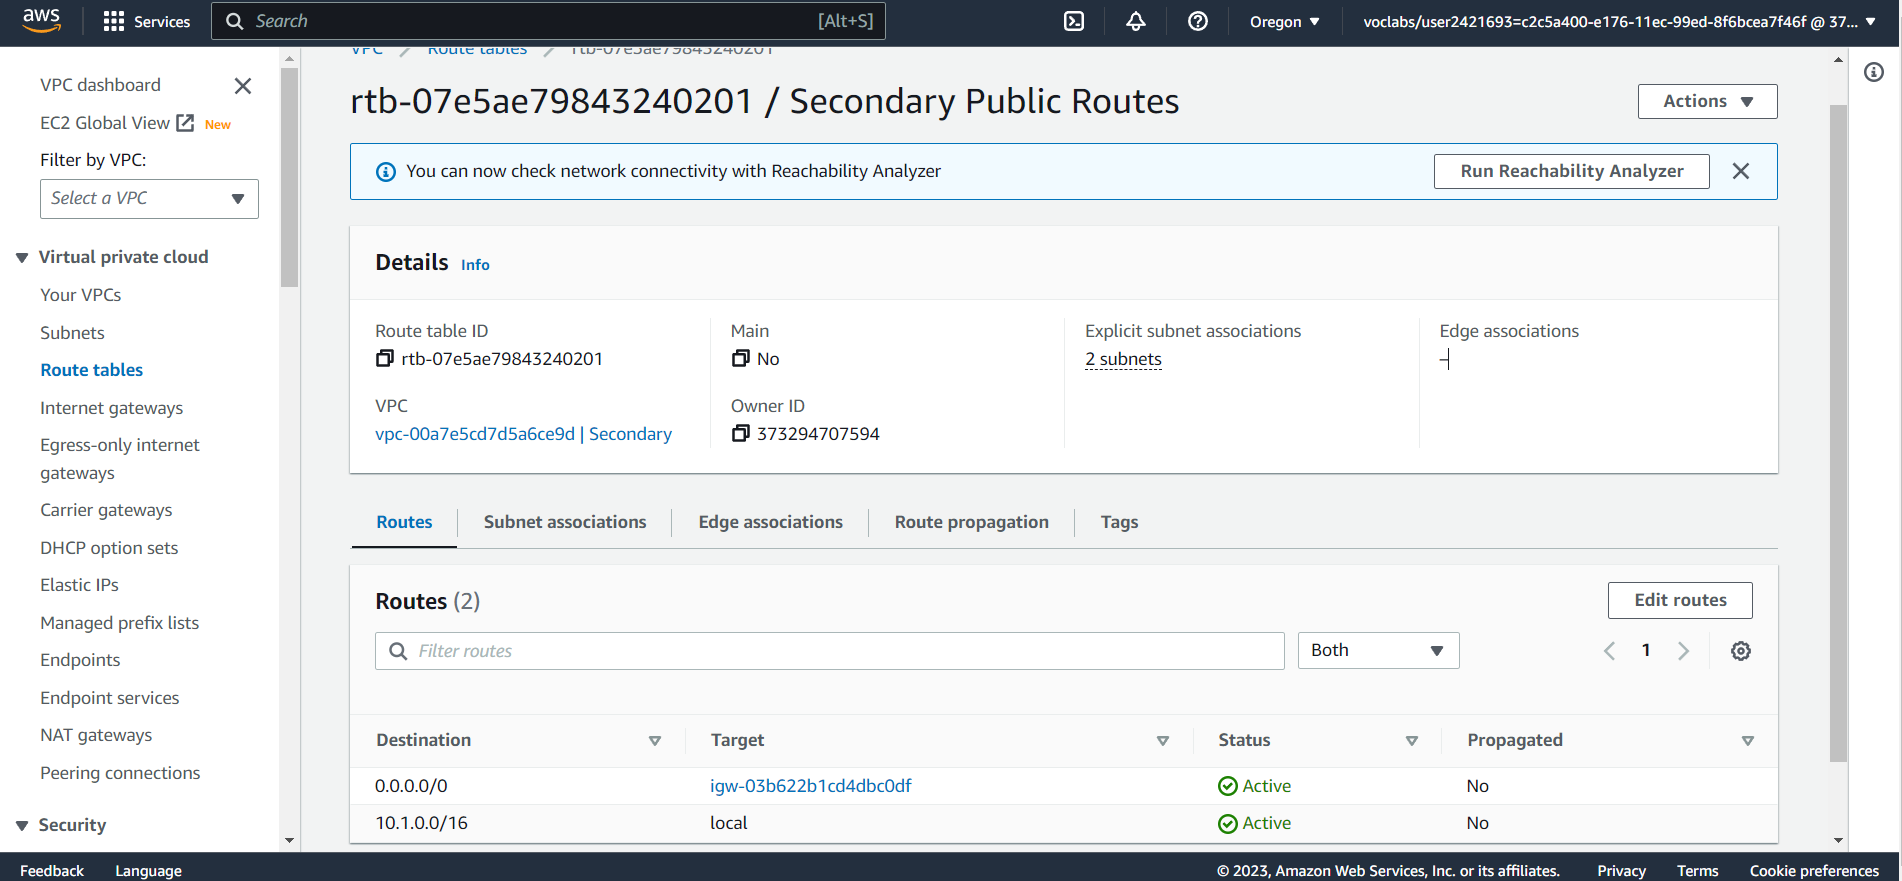 aws
Services
Search
[Alt+S]
Oregon
voclabs/user2421693=c2c5a400-e176-11ec-99ed-8f6bcea7f46f @ 37...
VPC dashboard
EC2 Global View New
Filter by VPC:
Select a VPC
Virtual private cloud
Your VPCs
Subnets
Route tables
Internet gateways
Egress-only internet
gateways
Carrier gateways
DHCP option sets
Elastic IPs
Managed prefix lists
Endpoints
Endpoint services
NAT gateways
Peering connections
Security
VPC / Route tables / rtb-07e5ae79843240201
rtb-07e5ae79843240201 / Secondary Public Routes
Actions
You can now check network connectivity with Reachability Analyzer
Run Reachability Analyzer
Details Info
Route table ID
rtb-07e5ae79843240201
Main
No
Explicit subnet associations
2 subnets
Edge associations
–
VPC
vpc-00a7e5cd7d5a6ce9d | Secondary
Owner ID
373294707594
Routes
Subnet associations
Edge associations
Route propagation
Tags
Routes (2)
Edit routes
Filter routes
Both
1
Destination Target Status Propagated
0.0.0.0/0 igw-03b622b1cd4dbc0df Active No
10.1.0.0/16 local Active No
Feedback
Language
© 2023, Amazon Web Services, Inc. or its affiliates.
Privacy
Terms
Cookie preferences